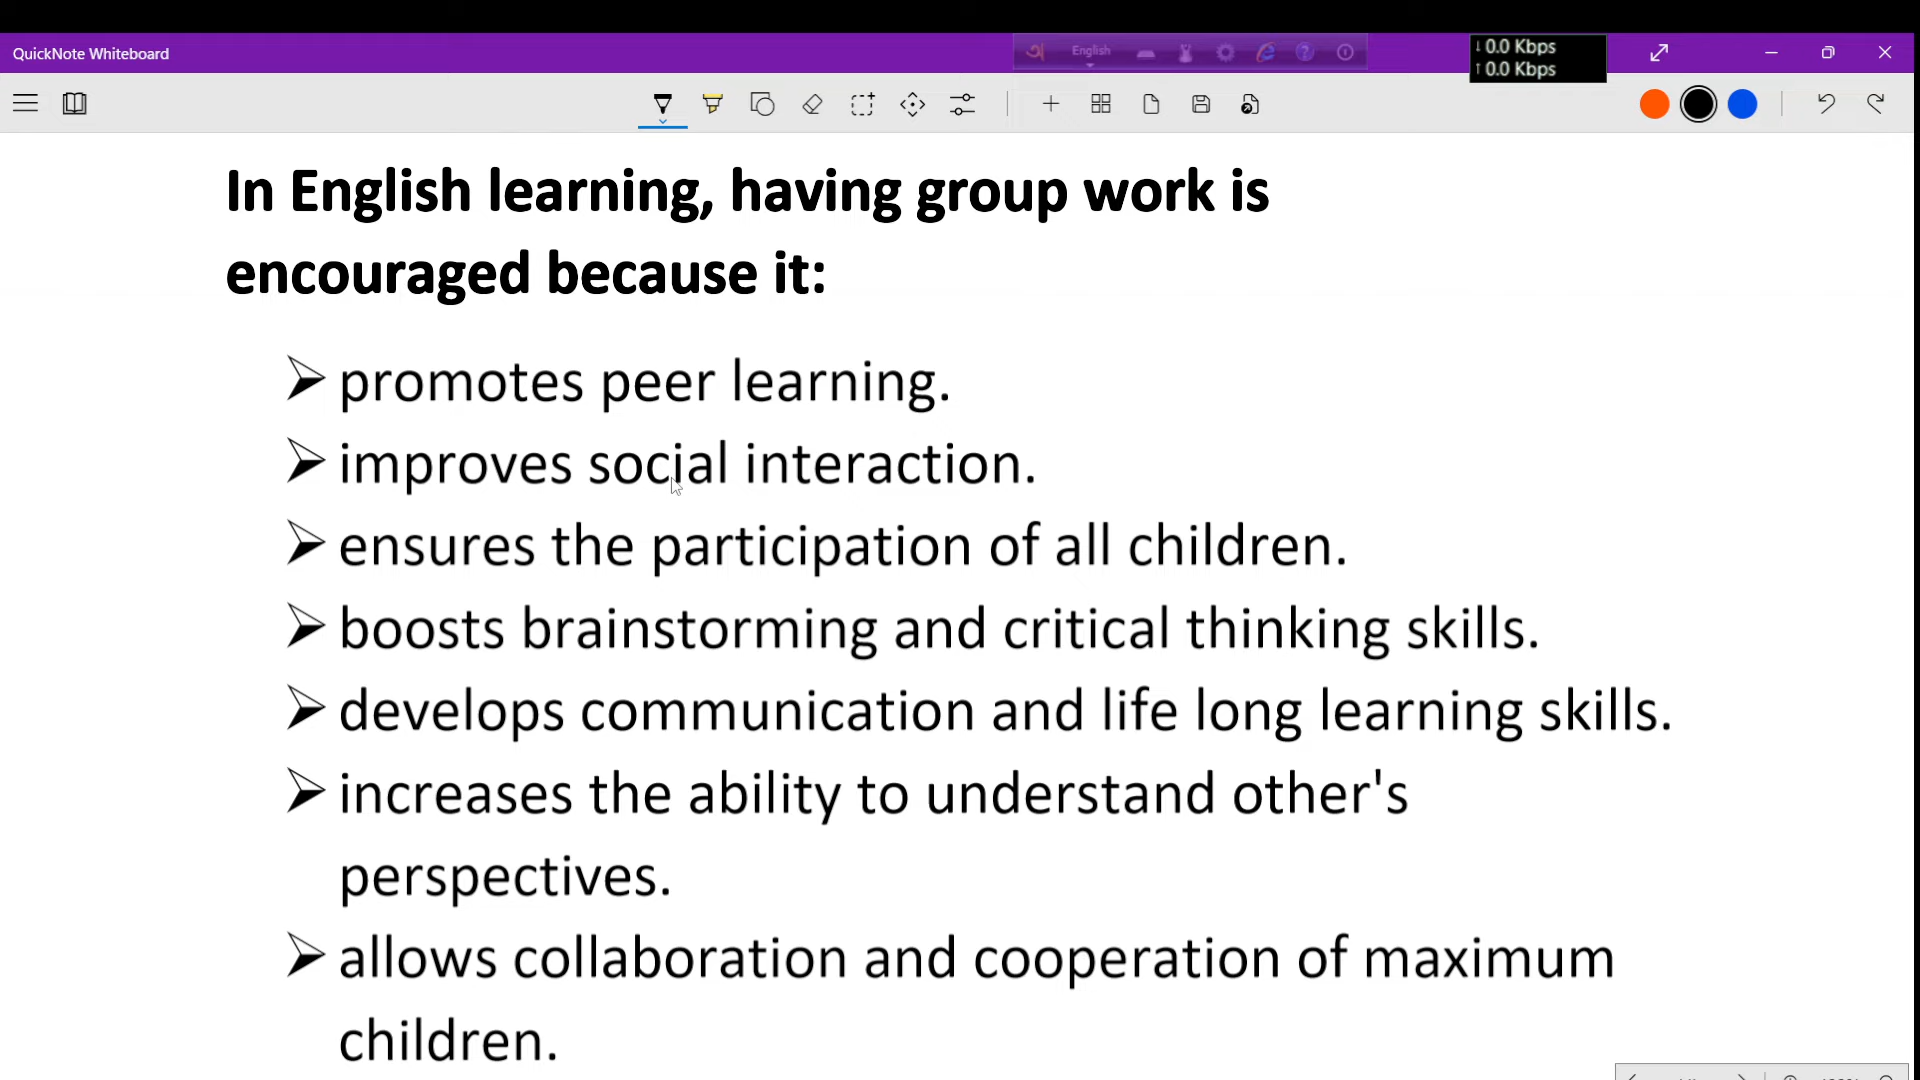 QuickNote Whiteboard
English
↓ 0.0 Kbps
↑ 0.0 Kbps
In English learning, having group work is
encouraged because it:
➢ promotes peer learning.
➢ improves social interaction.
➢ ensures the participation of all children.
➢ boosts brainstorming and critical thinking skills.
➢ develops communication and life long learning skills.
➢ increases the ability to understand other's
perspectives.
➢ allows collaboration and cooperation of maximum
children.